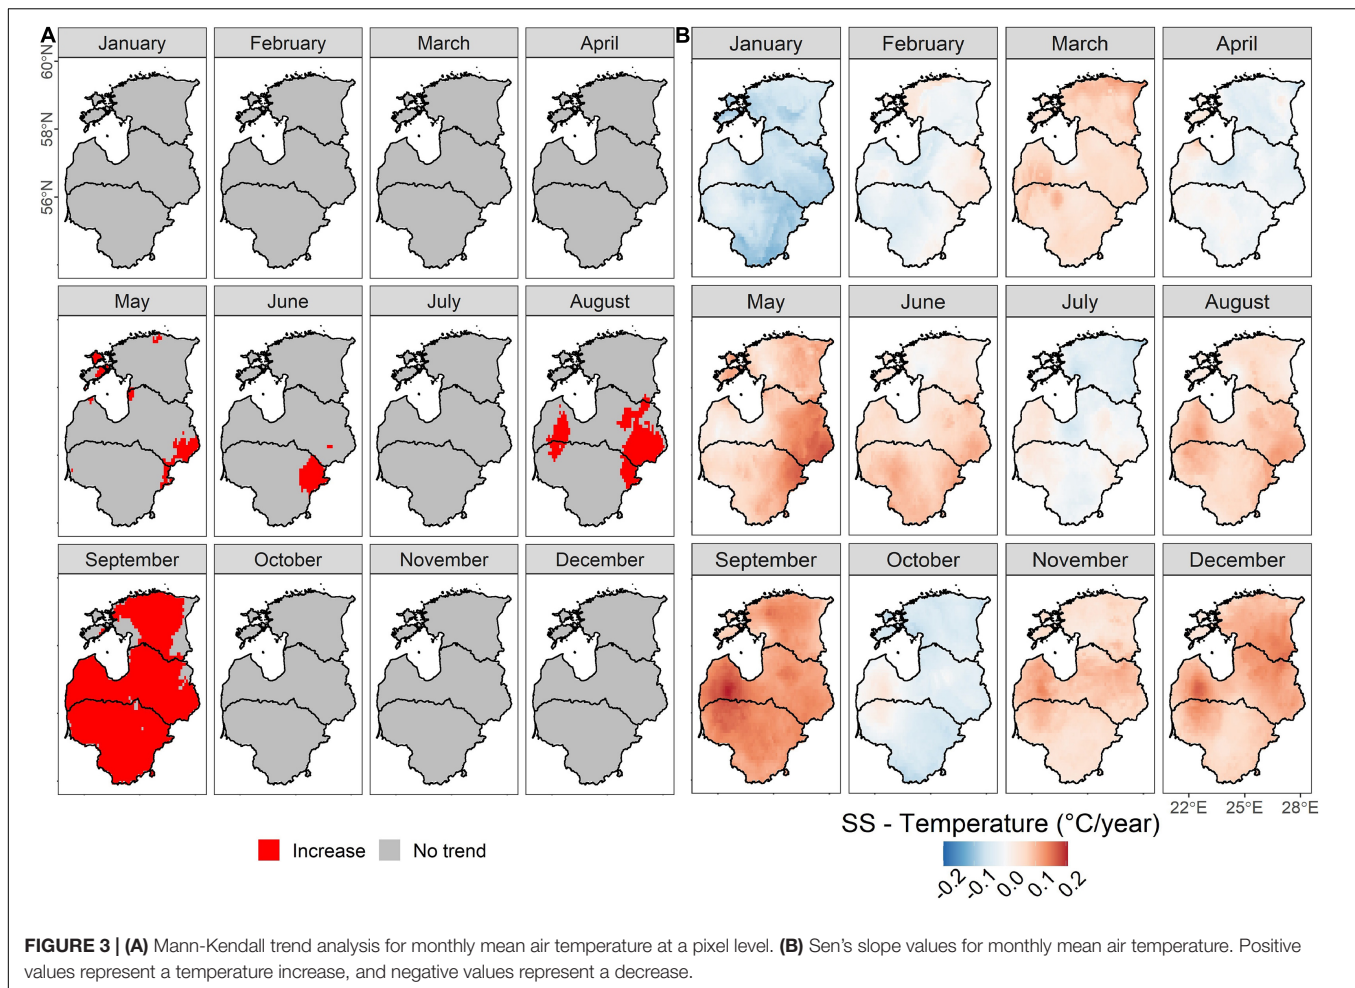 A
January
February
March
April
B
January
February
March
April
60°N
58°N
56°N
May
June
July
August
May
June
July
August
September
October
November
December
September
October
November
December
22°E 25°E 28°E
Increase
No trend
SS - Temperature (°C/year)
-0.2
-0.1
0.0
0.1
0.2
FIGURE 3 | (A) Mann-Kendall trend analysis for monthly mean air temperature at a pixel level. (B) Sen's slope values for monthly mean air temperature. Positive
values represent a temperature increase, and negative values represent a decrease.